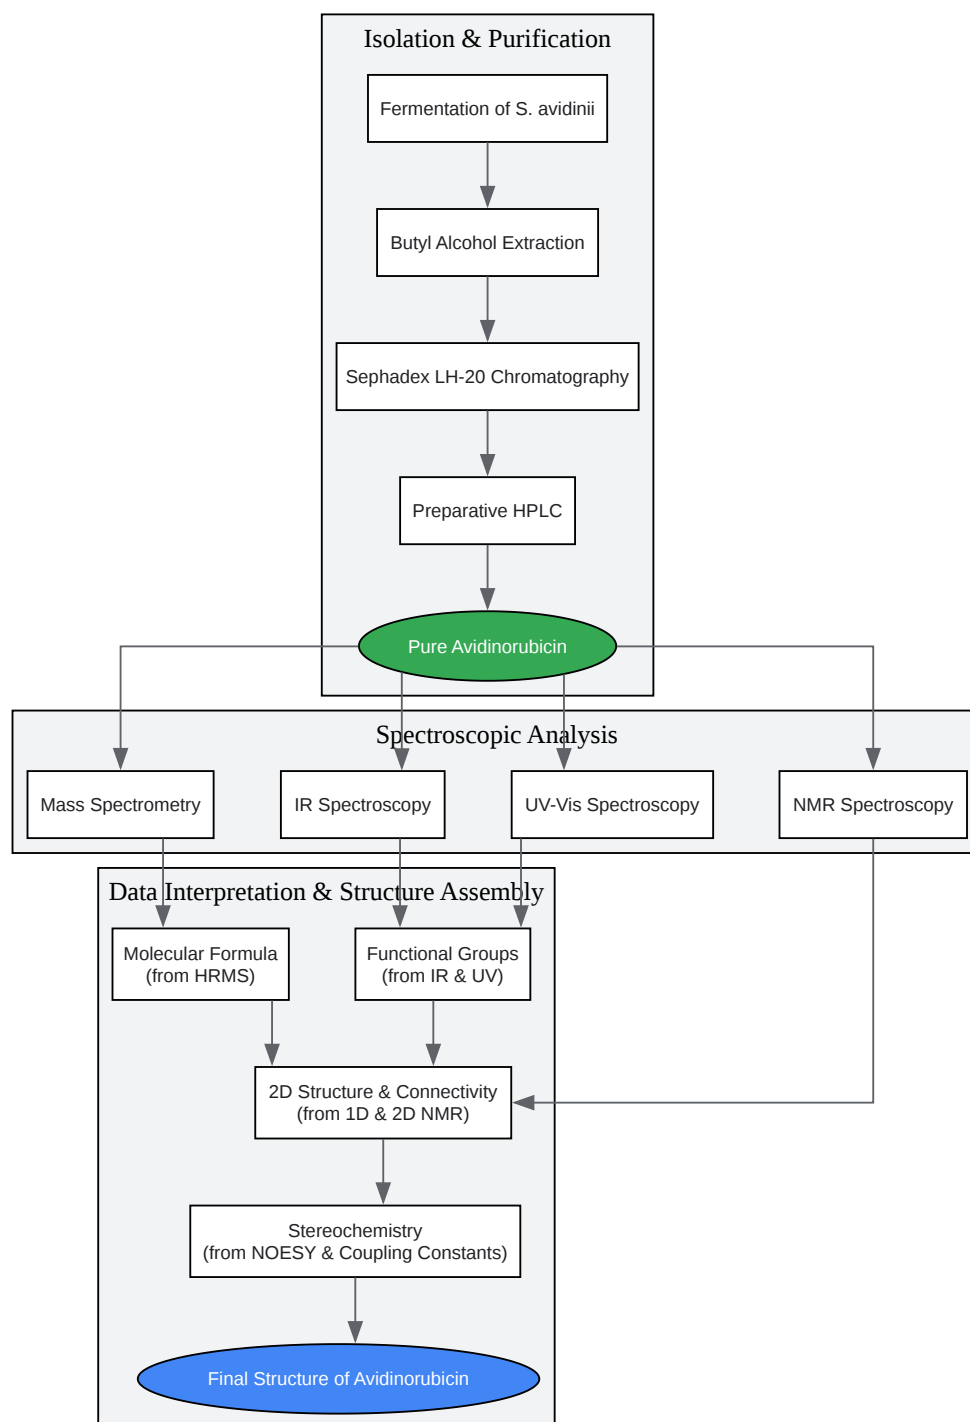 Isolation & Purification
Fermentation of S. avidinii
Butyl Alcohol Extraction
Sephadex LH-20 Chromatography
Preparative HPLC
Pure Avidinorubicin
Spectroscopic Analysis
Mass Spectrometry
IR Spectroscopy
UV-Vis Spectroscopy
NMR Spectroscopy
Data Interpretation & Structure Assembly
Molecular Formula
(from HRMS)
Functional Groups
(from IR & UV)
2D Structure & Connectivity
(from 1D & 2D NMR)
Stereochemistry
(from NOESY & Coupling Constants)
Final Structure of Avidinorubicin